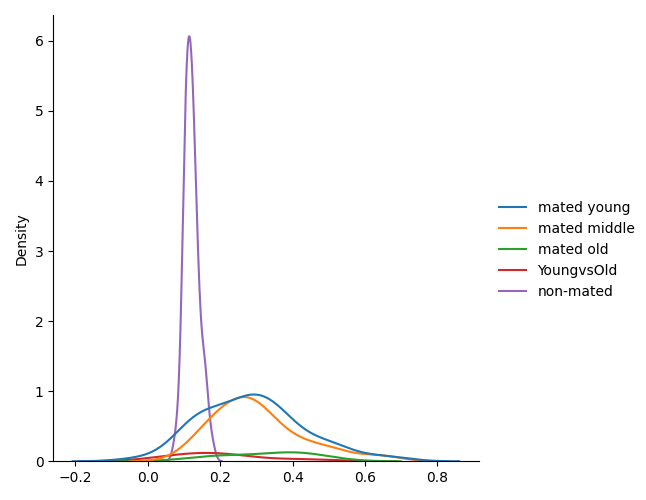 6
5
4
3
2
1
0
Density
−0.2
0.0
0.2
0.4
0.6
0.8
mated young
mated middle
mated old
YoungvsOld
non-mated